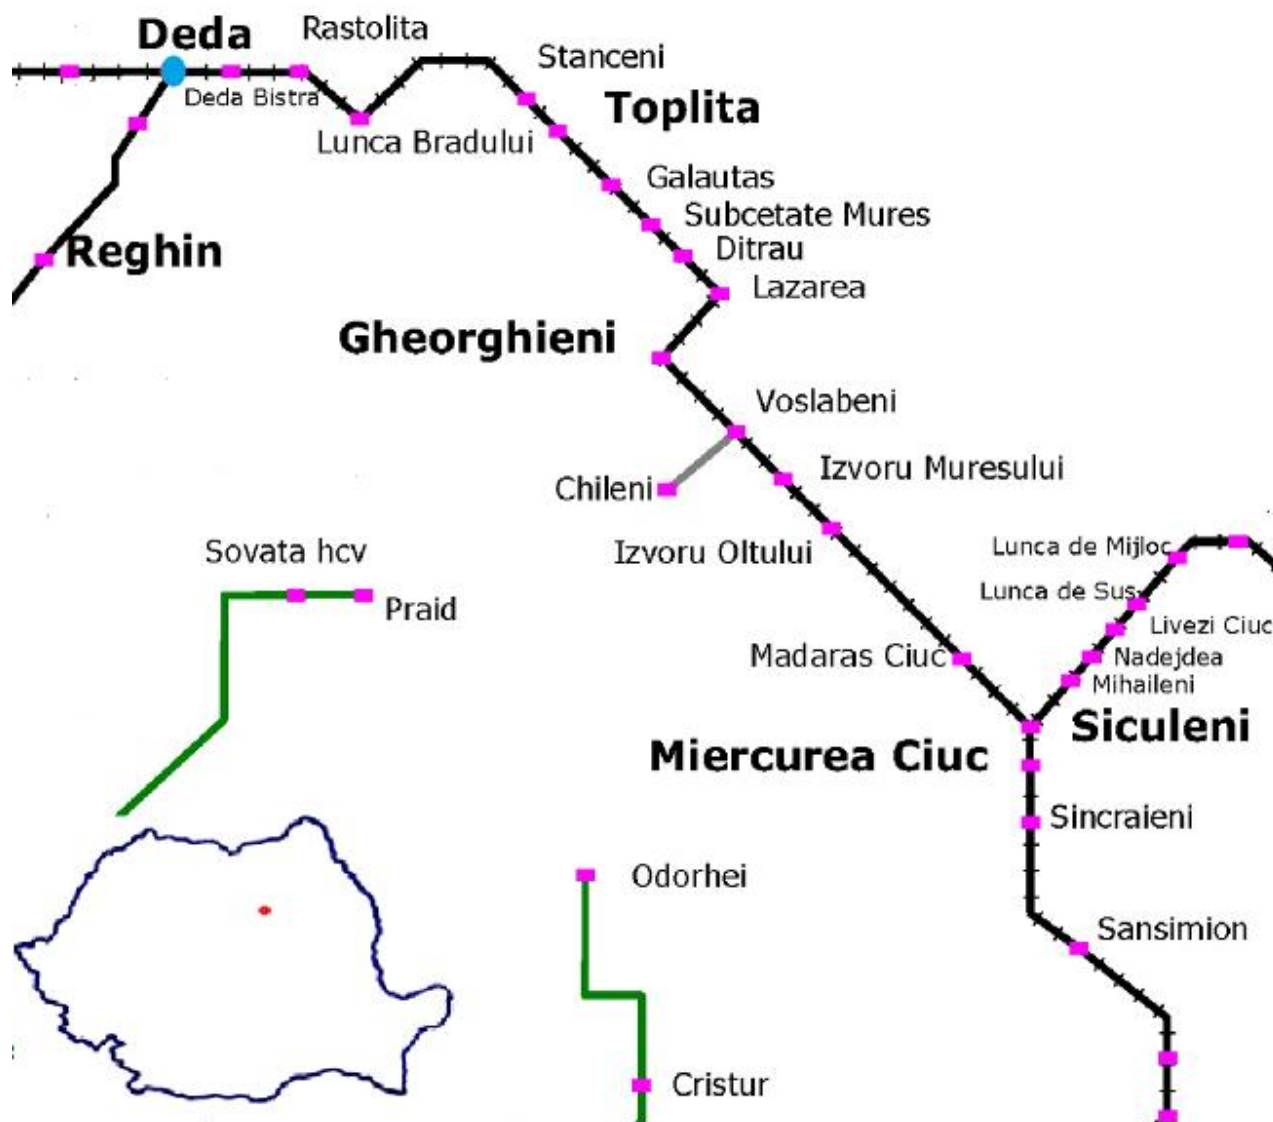 Deda
Rastolita
Stanceni
Deda Bistra
Toplita
Lunca Bradului
Galautas
Subcetate Mures
Reghin
Ditrau
Lazarea
Gheorghieni
Voslabeni
Izvoru Muresului
Chileni
Izvoru Oltului
Lunca de Mijloc
Sovata hcv
Lunca de Sus
Praid
Livezi Ciuc
Madaras Ciuc
Nadejdea
Mihaileni
Siculeni
Miercurea Ciuc
Sincraieni
Odorhei
Sansimion
Cristur